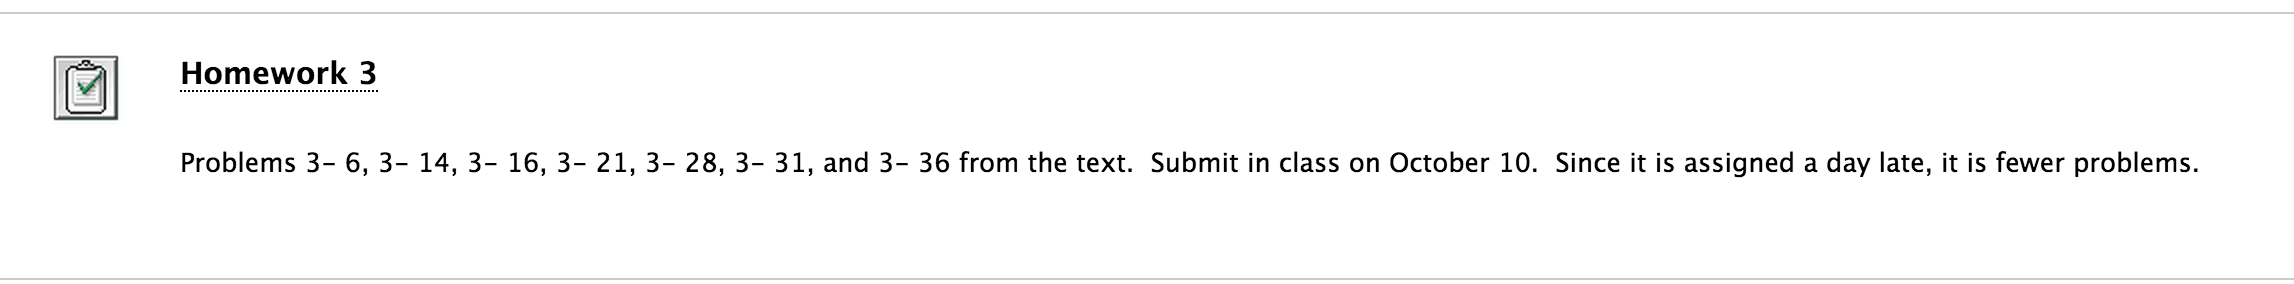 Homework 3
Problems 3- 6, 3- 14, 3- 16, 3- 21, 3- 28, 3- 31, and 3- 36 from the text.  Submit in class on October 10.  Since it is assigned a day late, it is fewer problems.